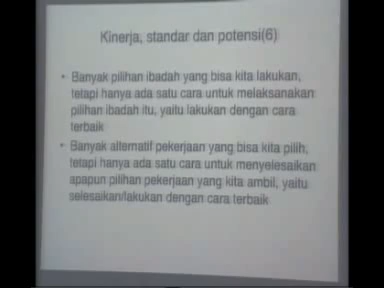 Kinerja, standar dan potensi(6)
• Banyak pilihan ibadah yang bisa kita lakukan,
tetapi hanya ada satu cara untuk melaksanakan
pilihan ibadah itu, yaitu lakukan dengan cara
terbaik
• Banyak alternatif pekerjaan yang bisa kita pilih,
tetapi hanya ada satu cara untuk menyelesaikan
apapun pilihan pekerjaan yang kita ambil, yaitu
selesaikan/lakukan dengan cara terbaik